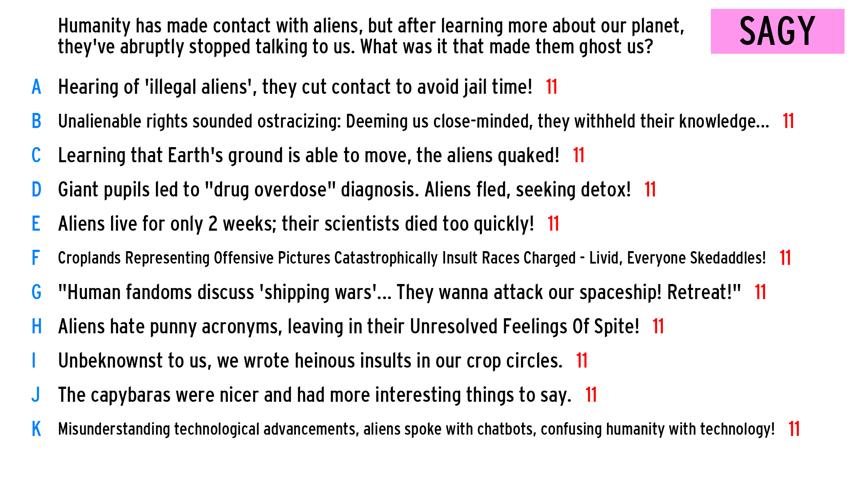 Humanity has made contact with aliens, but after learning more about our planet,
they've abruptly stopped talking to us. What was it that made them ghost us?
SAGY
A Hearing of 'illegal aliens', they cut contact to avoid jail time! 11
B Unalienable rights sounded ostracizing: Deeming us close-minded, they withheld their knowledge... 11
C Learning that Earth's ground is able to move, the aliens quaked! 11
D Giant pupils led to "drug overdose" diagnosis. Aliens fled, seeking detox! 11
E Aliens live for only 2 weeks; their scientists died too quickly! 11
F Croplands Representing Offensive Pictures Catastrophically Insult Races Charged - Livid, Everyone Skedaddles! 11
G "Human fandoms discuss 'shipping wars'... They wanna attack our spaceship! Retreat!" 11
H Aliens hate punny acronyms, leaving in their Unresolved Feelings Of Spite! 11
I Unbeknownst to us, we wrote heinous insults in our crop circles. 11
J The capybaras were nicer and had more interesting things to say. 11
K Misunderstanding technological advancements, aliens spoke with chatbots, confusing humanity with technology! 11